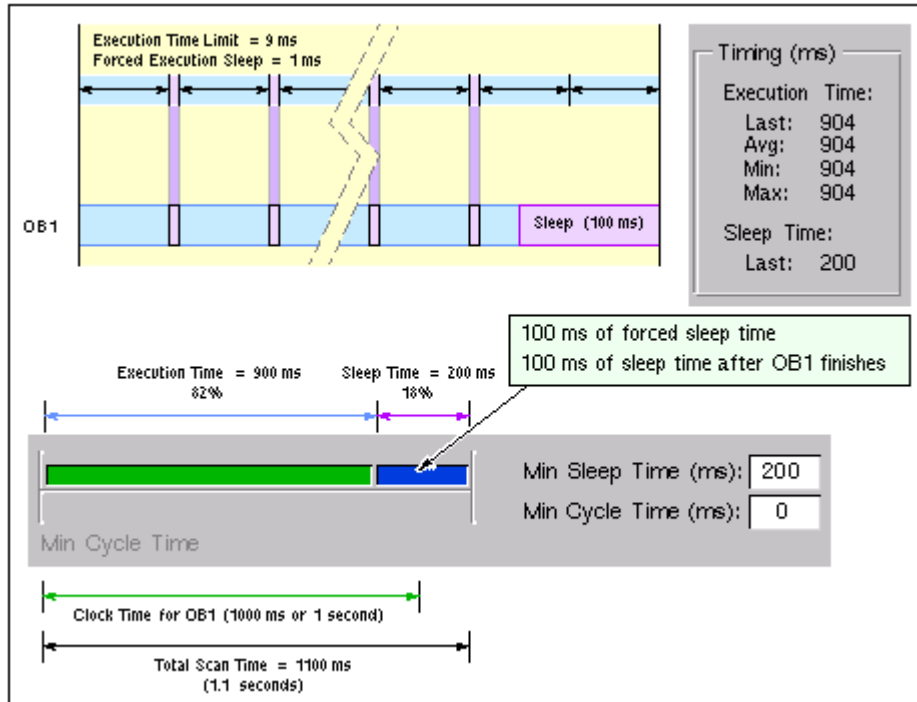 Execution Time Limit = 9 ms
Forced Execution Sleep = 1 ms
OB1
Sleep (100 ms)
Timing (ms)
Execution Time:
Last: 904
Avg: 904
Min: 904
Max: 904
Sleep Time:
Last: 200
100 ms of forced sleep time
100 ms of sleep time after OB1 finishes
Execution Time = 900 ms
82%
Sleep Time = 200 ms
18%
Min Sleep Time (ms): 200
Min Cycle Time (ms): 0
Min Cycle Time
Clock Time for OB1 (1000 ms or 1 second)
Total Scan Time = 1100 ms
(1.1 seconds)